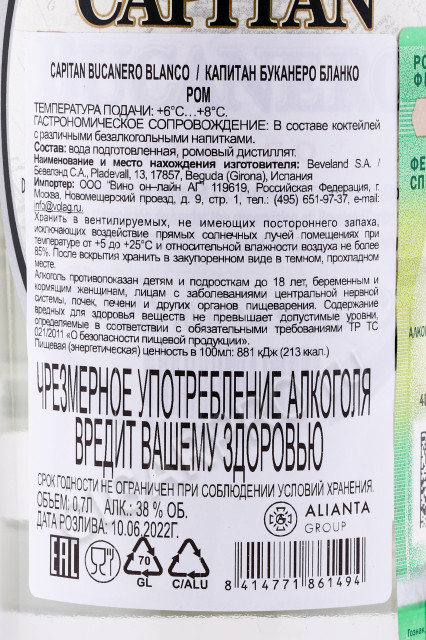 CAPITAN
CAPITAN BUCANERO BLANCO / КАПИТАН БУКАНЕРО БЛАНКО
РОМ
ТЕМПЕРАТУРА ПОДАЧИ: +6°С...+8°С.
ГАСТРОНОМИЧЕСКОЕ СОПРОВОЖДЕНИЕ: В составе коктейлей
с различными безалкогольными напитками.
Состав: вода подготовленная, ромовый дистиллят.
Наименование и место нахождения изготовителя: Beveland S.A. /
Бевелэнд С.А., Pladevall, 13, 17857, Beguda (Girona), Испания
Импортер: ООО "Вино он-лайн АГ" 119619, Российская Федерация, г.
Москва, Новомещерский проезд, д. 9, стр. 1, тел.: (495) 651-97-37, e-mail:
info@volag.ru.
Хранить в вентилируемых, не имеющих постороннего запаха,
исключающих воздействие прямых солнечных лучей помещениях при
температуре от +5 до +25°С и относительной влажности воздуха не более
85%. После вскрытия хранить в закупоренном виде в темном, прохладном
месте.
Алкоголь противопоказан детям и подросткам до 18 лет, беременным и
кормящим женщинам, лицам с заболеваниями центральной нервной
системы, почек, печени и других органов пищеварения. Содержание
вредных для здоровья веществ не превышает допустимые уровни,
определяемые в соответствии с обязательными требованиями ТР ТС
021/2011 «О безопасности пищевой продукции».
Пищевая (энергетическая) ценность в 100мл: 881 кДж (213 ккал.)
ЧРЕЗМЕРНОЕ УПОТРЕБЛЕНИЕ АЛКОГОЛЯ
ВРЕДИТ ВАШЕМУ ЗДОРОВЬЮ
СРОК ГОДНОСТИ НЕ ОГРАНИЧЕН ПРИ СОБЛЮДЕНИИ УСЛОВИЙ ХРАНЕНИЯ.
ОБЪЕМ: 0,7Л АЛК.: 38 % ОБ.
ДАТА РОЗЛИВА: 10.06.2022Г.
ALIANTA
GROUP
EAC
70
GL
C/ALU
8 414771 861494